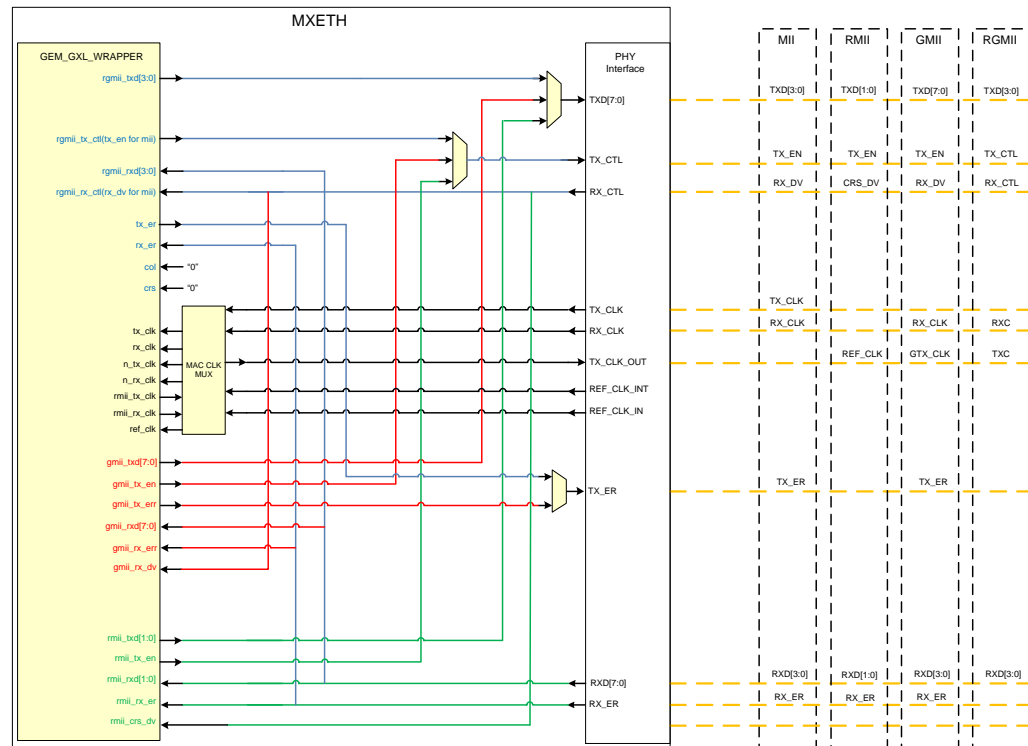 MXETH
GEM_GXL_WRAPPER
rgmii_txd[3:0]
rgmii_tx_ctl(tx_en for mii)
rgmii_rxd[3:0]
rgmii_rx_ctl(rx_dv for mii)
tx_er
rx_er
col
"0"
crs
"0"
tx_clk
rx_clk
n_tx_clk
n_rx_clk
rmii_tx_clk
rmii_rx_clk
ref_clk
MAC CLK
MUX
gmii_txd[7:0]
gmii_tx_en
gmii_tx_err
gmii_rxd[7:0]
gmii_rx_err
gmii_rx_dv
rmii_txd[1:0]
rmii_tx_en
rmii_rxd[1:0]
rmii_rx_er
rmii_crs_dv
PHY
Interface
TXD[7:0]
TX_CTL
RX_CTL
TX_CLK
RX_CLK
TX_CLK_OUT
REF_CLK_INT
REF_CLK_IN
TX_ER
RXD[7:0]
RX_ER
MII
TXD[3:0]
TX_EN
RX_DV
TX_CLK
RX_CLK
TX_ER
RXD[3:0]
RX_ER
RMII
TXD[1:0]
TX_EN
CRS_DV
REF_CLK
RXD[1:0]
RX_ER
GMII
TXD[7:0]
TX_EN
RX_DV
RX_CLK
GTX_CLK
TX_ER
RXD[3:0]
RX_ER
RGMII
TXD[3:0]
TX_CTL
RX_CTL
RXC
TXC
RXD[3:0]